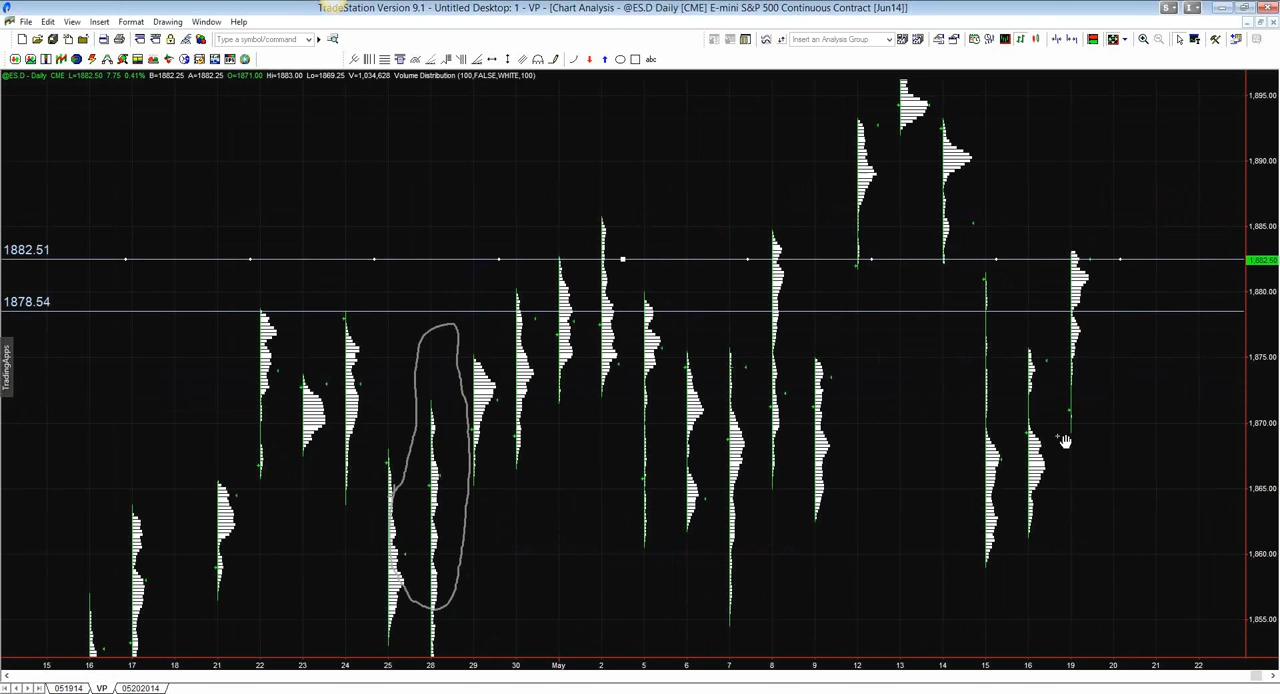 TradeStation Version 9.1 - Untitled Desktop: 1 - VP - [Chart Analysis - @ES.D Daily [CME] E-mini S&P 500 Continuous Contract [Jun14]]
File Edit View Insert Format Drawing Window Help
Type a symbol/command
Insert an Analysis Group
abc
@ES.D - Daily CME L=1882.50 7.75 0.41% B=1882.25 A=1882.50 O=1871.00 Hi=1883.00 Lo=1869.25 V=1,034,628 Volume Distribution (100,FALSE,WHITE,100)
1,895.00
1,890.00
1,885.00
1882.51
1,882.50
1,880.00
1878.54
1,875.00
TradingApps
1,870.00
1,865.00
1,860.00
1,855.00
15 16 17 18 21 22 23 24 25 28 29 30 May 2 5 6 7 8 9 12 13 14 15 16 19 20 21 22
051914 VP 05202014